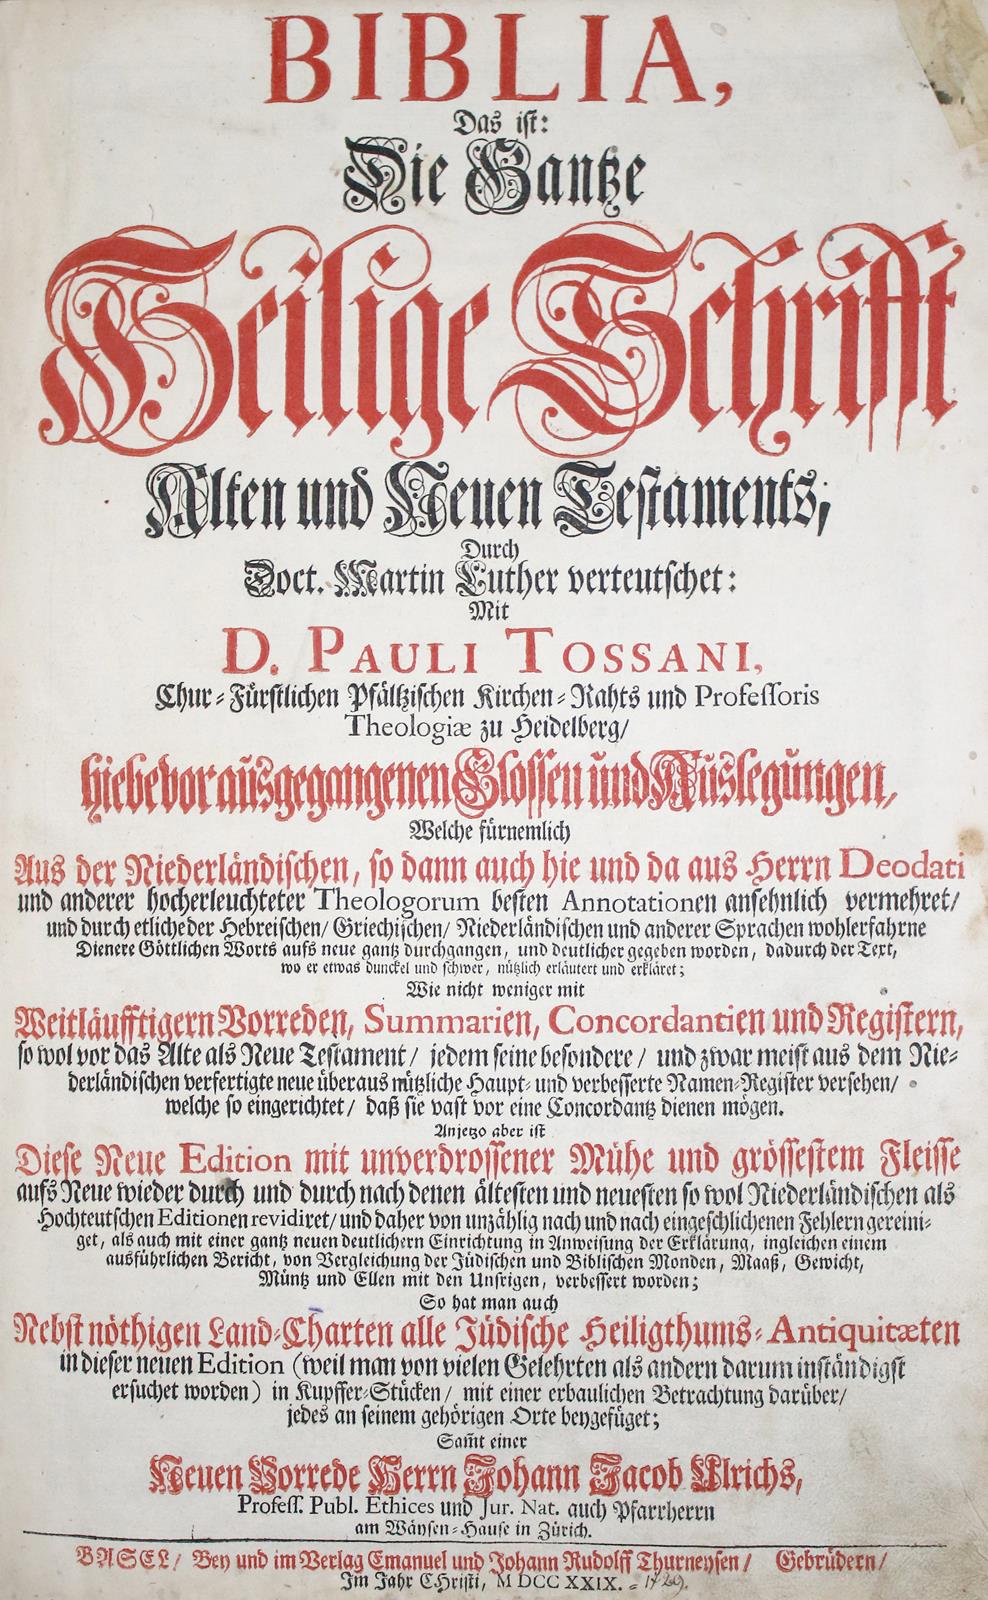 BIBLIA,
Das ist:
Die Gantze
Heilige Schrifft
Alten und Neuen Testaments;
Durch
Doct. Martin Luther verteutschet:
Mit
D. PAULI TOSSANI,
Chur-Fürstlichen Pfältzischen Kirchen-Rahts und Professoris
Theologiæ zu Heidelberg/
hiebevor ausgegangenen Glossen und Auslegungen,
Welche fürnemlich
Aus der Niederländischen, so dann auch hie und da aus Herrn Deodati
und anderer hocherleuchteter Theologorum besten Annotationen ansehnlich vermehret/
und durch etliche der Hebreischen/ Griechischen/ Niederländischen und anderer Sprachen wohlerfahrne
Dienere Göttlichen Worts aufs neue gantz durchgangen, und deutlicher gegeben worden, dadurch der Text,
wo er etwas dunckel und schwer, nützlich erläutert und erkläret;
Wie nicht weniger mit
Weitläufftigern Vorreden, Summarien, Concordantien und Registern,
so wol vor das Alte als Neue Testament/ jedem seine besondere/ und zwar meist aus dem Nie-
derländischen verfertigte neue überaus nützliche Haupt- und verbesserte Namen-Register versehen/
welche so eingerichtet/ daß sie vast vor eine Concordantz dienen mögen.
Anjetzo aber ist
Diese Neue Edition mit unverdrossener Mühe und grössestem Fleisse
aufs Neue wieder durch und durch nach denen ältesten und neuesten so wol Niederländischen als
Hochteutschen Editionen revidiret/ und daher von unzählig nach und nach eingeschlichenen Fehlern gereini-
get, als auch mit einer gantz neuen deutlichern Einrichtung in Anweisung der Erklärung, ingleichen einem
ausführlichen Bericht, von Vergleichung der Jüdischen und Biblischen Monden, Maaß, Gewicht,
Müntz und Ellen mit den Unsrigen, verbessert worden;
So hat man auch
Nebst nöthigen Land-Charten alle Jüdische Heiligthums-Antiquitæten
in dieser neuen Edition (weil man von vielen Gelehrten als andern darum inständigst
ersuchet worden) in Kupffer-Stücken/ mit einer erbaulichen Betrachtung darüber/
jedes an seinem gehörigen Orte beygefüget;
Sam̃t einer
Neuen Vorrede Herrn Johann Jacob Ulrichs,
Profess. Publ. Ethices und Jur. Nat. auch Pfarrherrn
am Wäysen-Hause in Zürich.
BASEL/ Bey und im Verlag Emanuel und Johann Rudolff Thurneysen/ Gebrüdern/
Im Jahr CHristi, M DCC XXIX. = 1729.